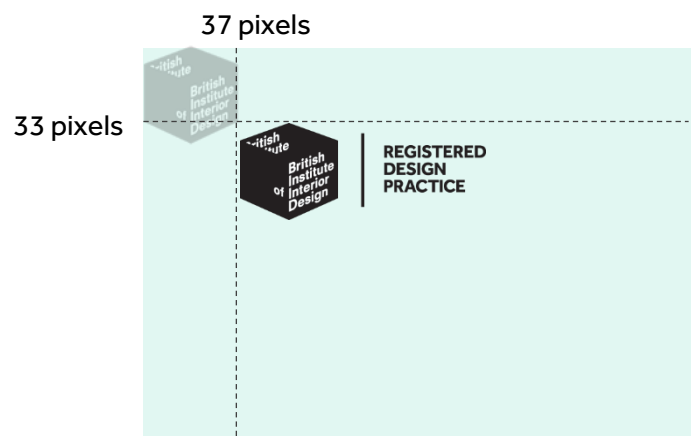 37 pixels
33 pixels
British
Institute
of Interior
Design
British
Institute
of Interior
Design
REGISTERED
DESIGN
PRACTICE